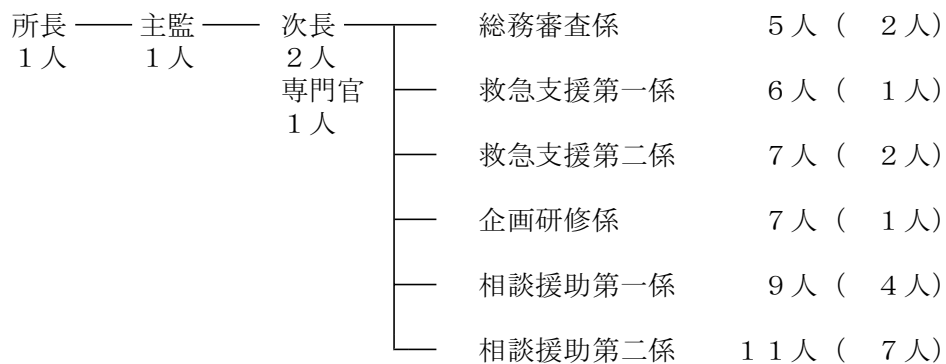 所長 主監 次長 総務審査係 5人( 2人)
1人 1人 2人
専門官 救急支援第一係 6人( 1人)
1人
救急支援第二係 7人( 2人)
企画研修係 7人( 1人)
相談援助第一係 9人( 4人)
相談援助第二係 11人( 7人)